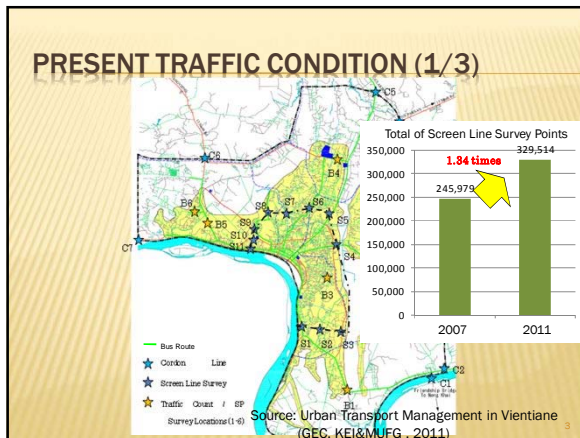 PRESENT TRAFFIC CONDITION (1/3)
C5
C6
B4
B6
B5
S8
S7
S6
S5
S9
S10
S11
S4
C7
B3
S1
S2
S3
C2
C1
B1
Total of Screen Line Survey Points
350,000
300,000
250,000
200,000
150,000
100,000
50,000
0
1.34 times
245,979
329,514
2007
2011
Bus Route
Cordon Line
Screen Line Survey
Traffic Count / SP
Survey Locations (1-6)
Friendship Bridge
Source: Urban Transport Management in Vientiane
(GEC, KEI&MUFG , 2011)
3